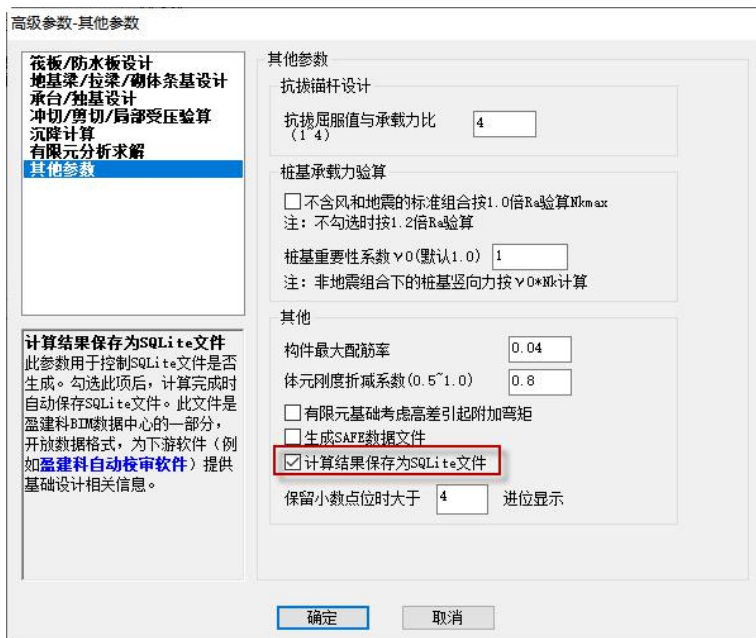 高级参数-其他参数
筏板/防水板设计
地基梁/拉梁/砌体条基设计
承台/独基设计
冲切/剪切/局部受压验算
沉降计算
有限元分析求解
其他参数
计算结果保存为SQLite文件
此参数用于控制SQLite文件是否
生成。勾选此项后，计算完成时
自动保存SQLite文件。此文件是
盈建科BIM数据中心的一部分，
开放数据格式，为下游软件（例
如盈建科自动校审软件）提供
基础设计相关信息。
其他参数
抗拔锚杆设计
抗拔屈服值与承载力比 4
(1~4)
桩基承载力验算
不含风和地震的标准组合按1.0倍Ra验算Nkmax
注：不勾选时按1.2倍Ra验算
桩基重要性系数γ0(默认1.0) 1
注：非地震组合下的桩基竖向力按γ0*Nk计算
其他
构件最大配筋率 0.04
体元刚度折减系数(0.5~1.0) 0.8
有限元基础考虑高差引起附加弯矩
生成SAFE数据文件
计算结果保存为SQLite文件
保留小数点位时大于 4 进位显示
确定 取消